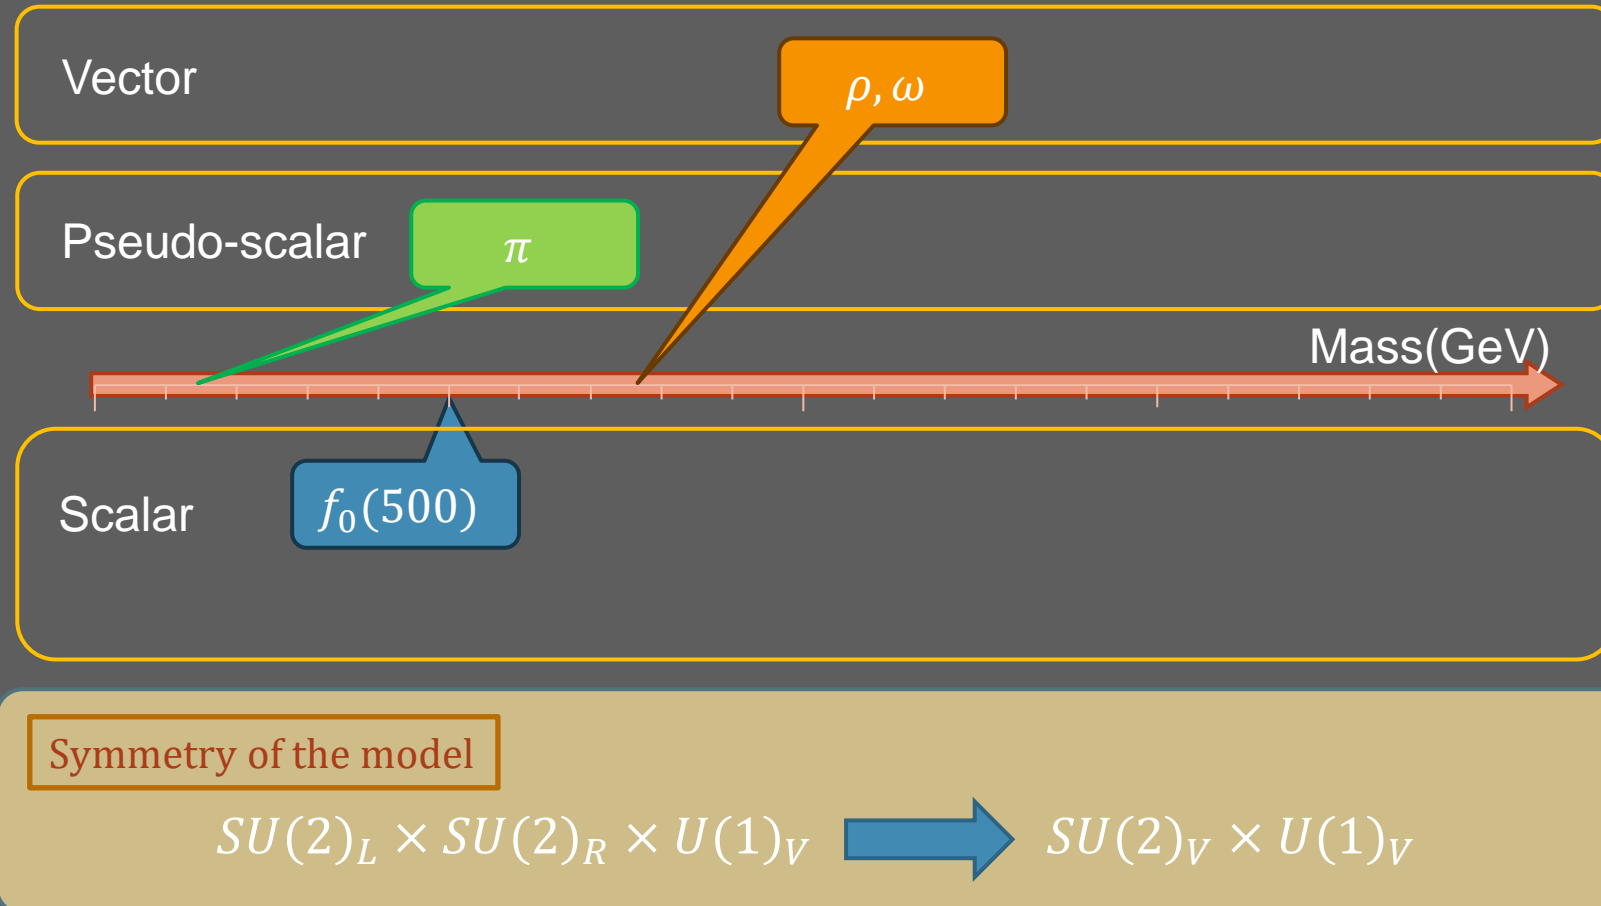 Vector
ρ, ω
Pseudo-scalar
π
Mass(GeV)
Scalar
f₀(500)
Symmetry of the model
SU(2)_L × SU(2)_R × U(1)_V
SU(2)_V × U(1)_V